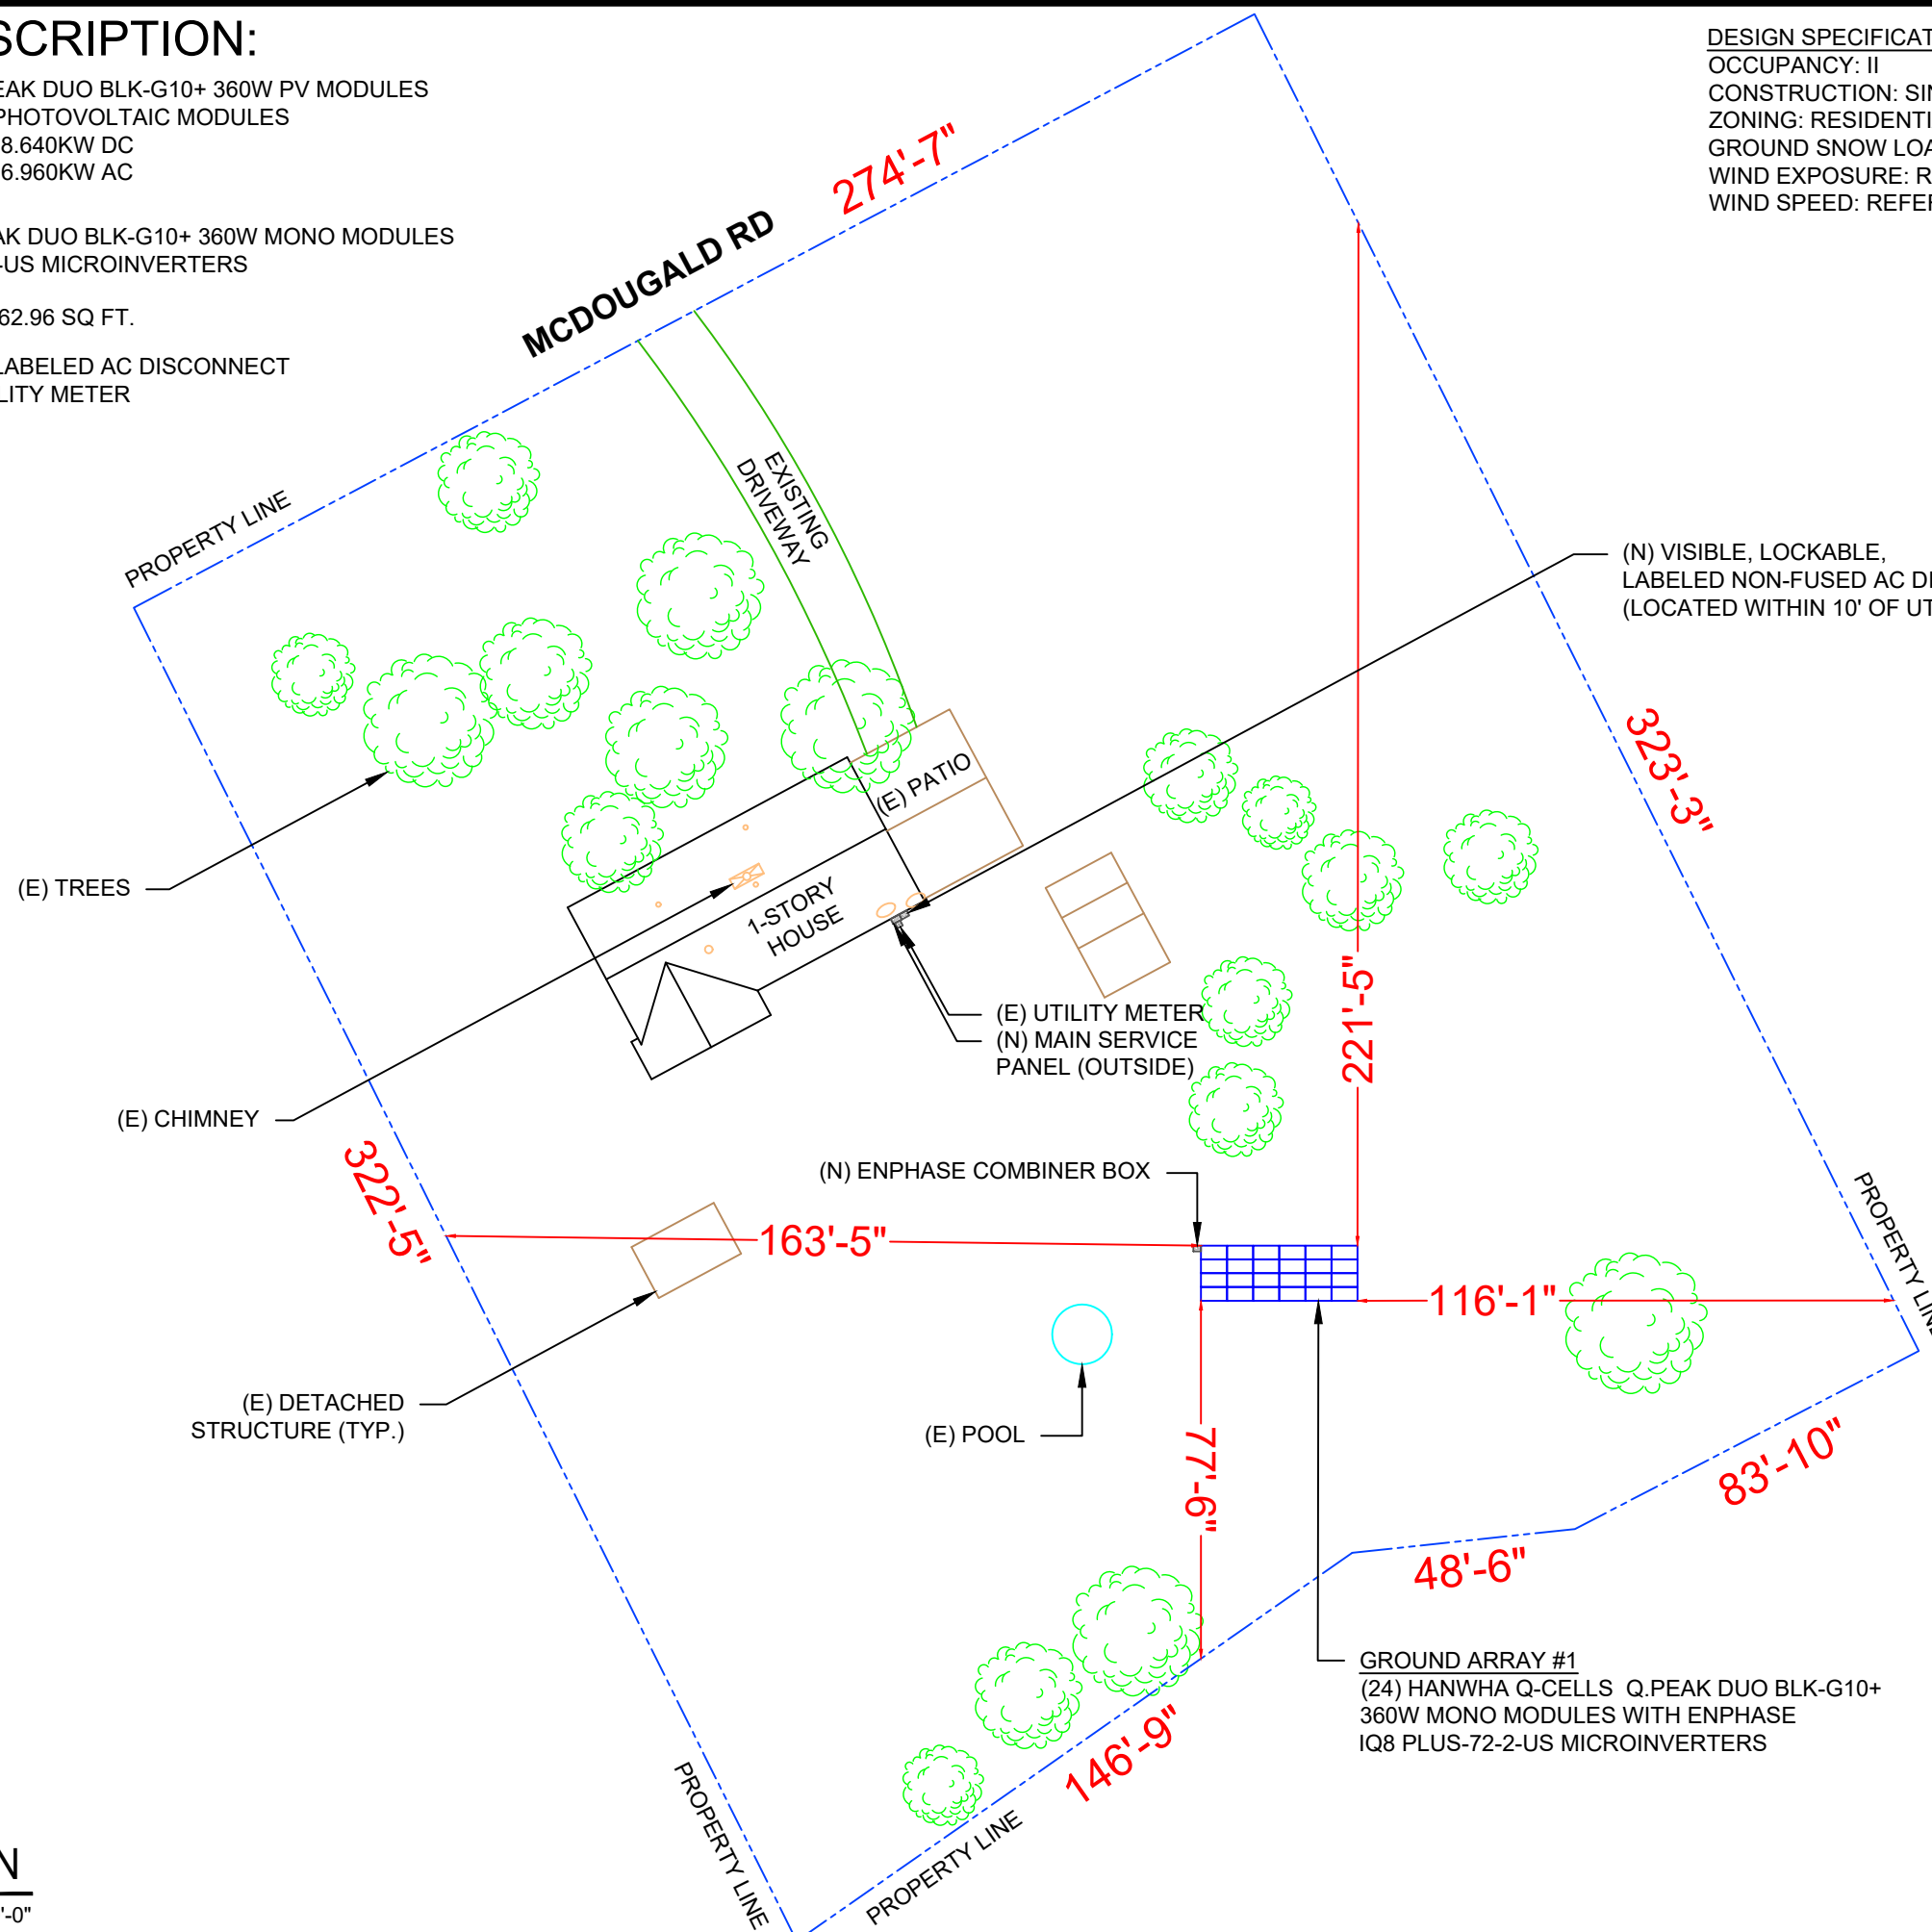 SCRIPTION:
EAK DUO BLK-G10+ 360W PV MODULES
PHOTOVOLTAIC MODULES
8.640KW DC
6.960KW AC
AK DUO BLK-G10+ 360W MONO MODULES
-US MICROINVERTERS
62.96 SQ FT.
LABELED AC DISCONNECT
LITY METER
DESIGN SPECIFICAT
OCCUPANCY: II
CONSTRUCTION: SIN
ZONING: RESIDENTI
GROUND SNOW LOA
WIND EXPOSURE: R
WIND SPEED: REFER
274'-7"
MCDOUGALD RD
PROPERTY LINE
EXISTING
DRIVEWAY
(N) VISIBLE, LOCKABLE,
LABELED NON-FUSED AC DI
(LOCATED WITHIN 10' OF UT
323'-3"
(E) PATIO
(E) TREES
1-STORY
HOUSE
221'-5"
(E) UTILITY METER
(N) MAIN SERVICE
PANEL (OUTSIDE)
(E) CHIMNEY
322'-5"
(N) ENPHASE COMBINER BOX
PROPERTY LINE
163'-5"
116'-1"
(E) DETACHED
STRUCTURE (TYP.)
(E) POOL
77'-6"
83'-10"
48'-6"
GROUND ARRAY #1
(24) HANWHA Q-CELLS Q.PEAK DUO BLK-G10+
360W MONO MODULES WITH ENPHASE
IQ8 PLUS-72-2-US MICROINVERTERS
146'-9"
PROPERTY LINE
PROPERTY LINE
N
'-0"